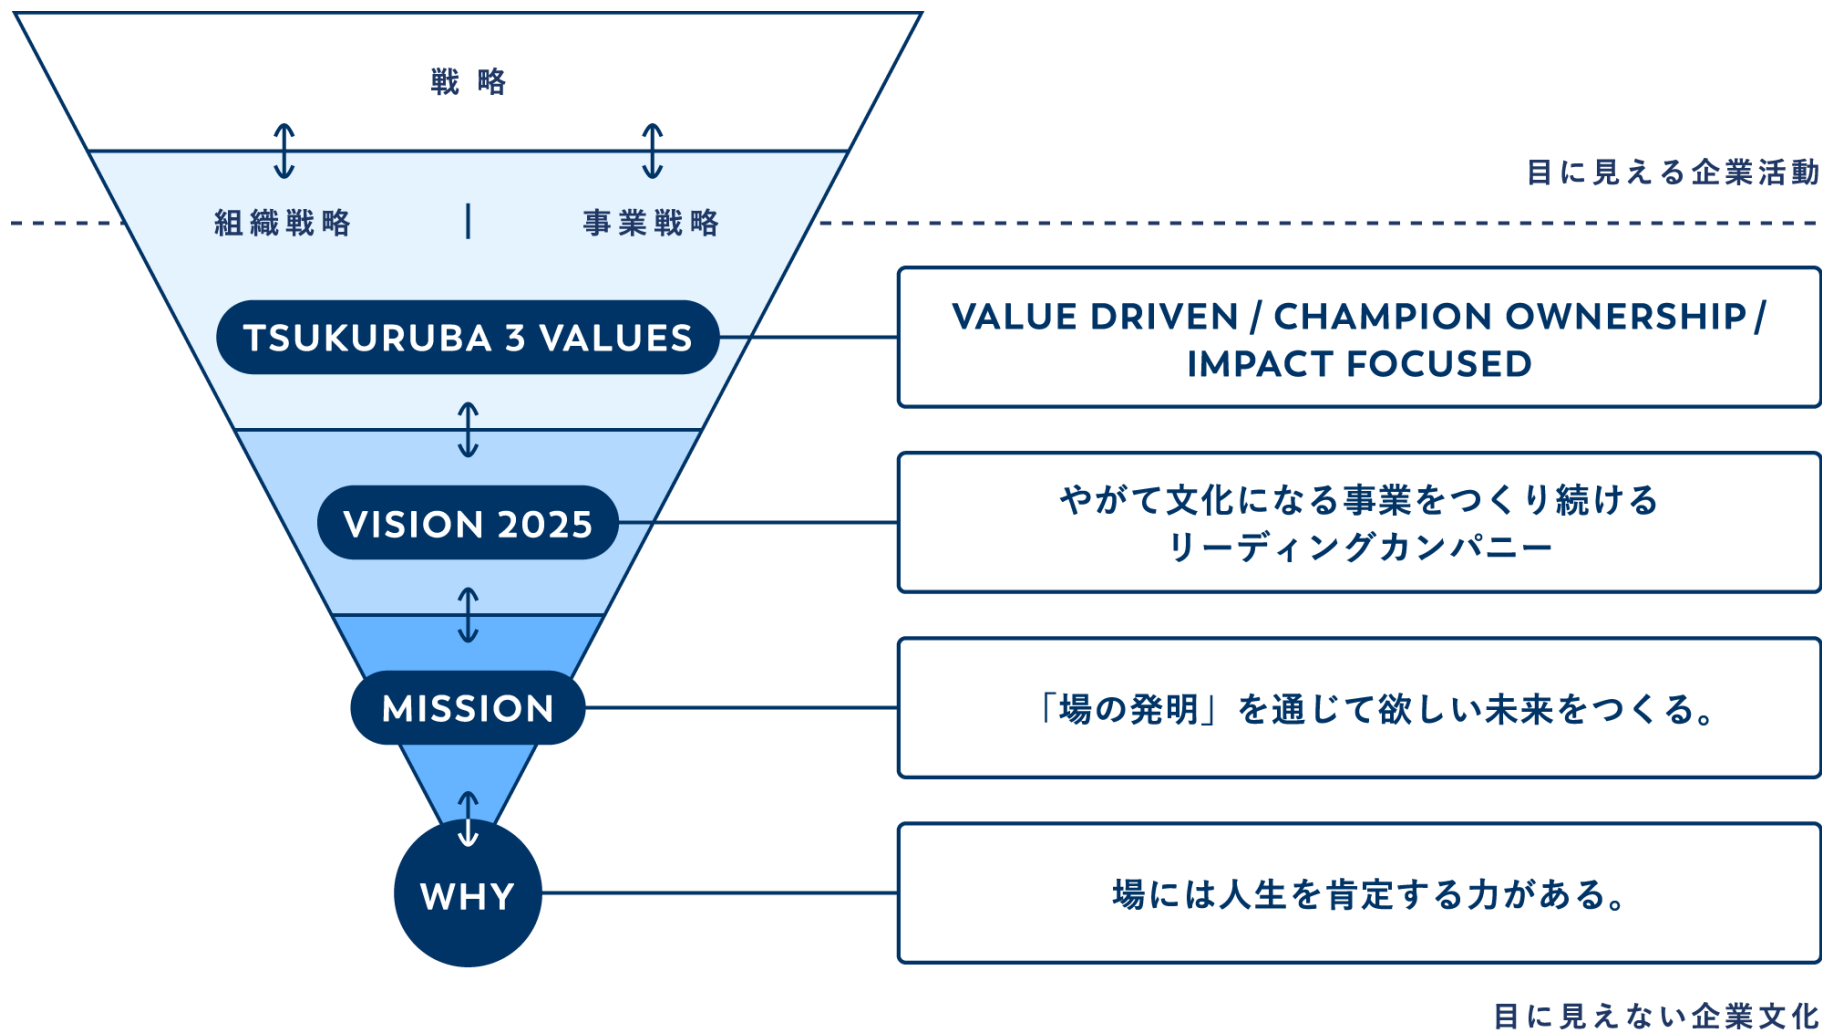 戦略
目に見える企業活動
組織戦略 | 事業戦略
TSUKURUBA 3 VALUES
VALUE DRIVEN / CHAMPION OWNERSHIP /
IMPACT FOCUSED
VISION 2025
やがて文化になる事業をつくり続ける
リーディングカンパニー
MISSION
「場の発明」を通じて欲しい未来をつくる。
WHY
場には人生を肯定する力がある。
目に見えない企業文化